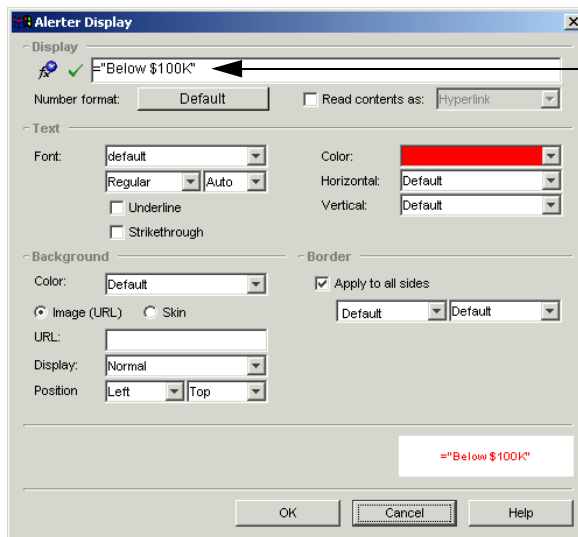 Alerter Display
Display
="Below $100K"
Number format: Default Read contents as: Hyperlink
Text
Font: default Color:
Regular Auto Horizontal: Default
Underline Vertical: Default
Strikethrough
Background Border
Color: Default Apply to all sides
Image (URL) Skin Default Default
URL:
Display: Normal
Position Left Top
="Below $100K"
OK Cancel Help